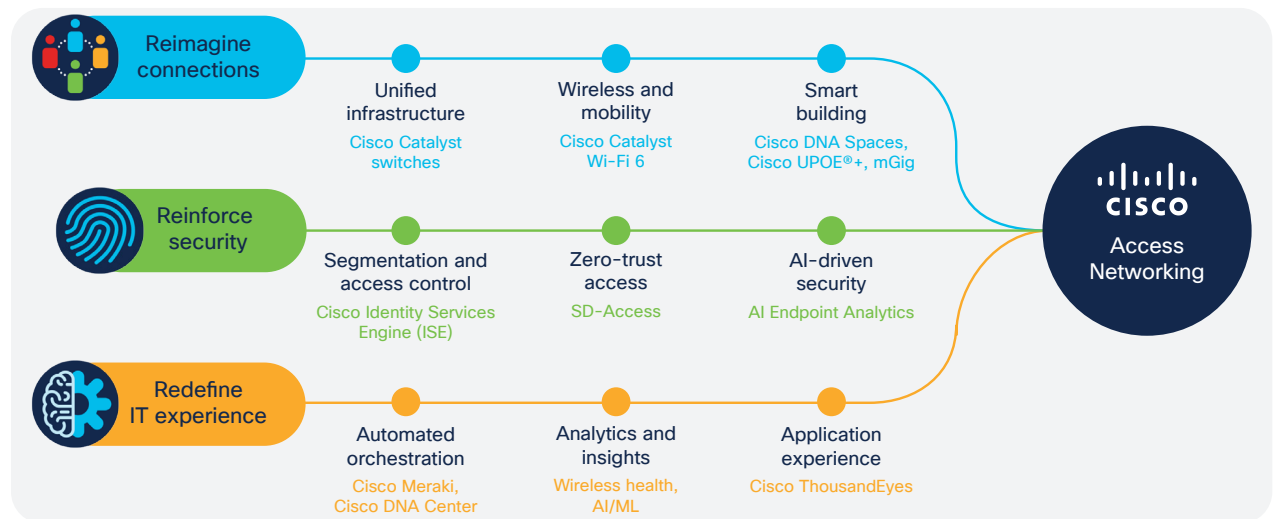 Reimagine
connections
Unified
infrastructure
Cisco Catalyst
switches
Wireless and
mobility
Cisco Catalyst
Wi-Fi 6
Smart
building
Cisco DNA Spaces,
Cisco UPOE®+, mGig
Reinforce
security
Segmentation and
access control
Cisco Identity Services
Engine (ISE)
Zero-trust
access
SD-Access
AI-driven
security
AI Endpoint Analytics
Redefine
IT experience
Automated
orchestration
Cisco Meraki,
Cisco DNA Center
Analytics and
insights
Wireless health,
AI/ML
Application
experience
Cisco ThousandEyes
CISCO
Access
Networking